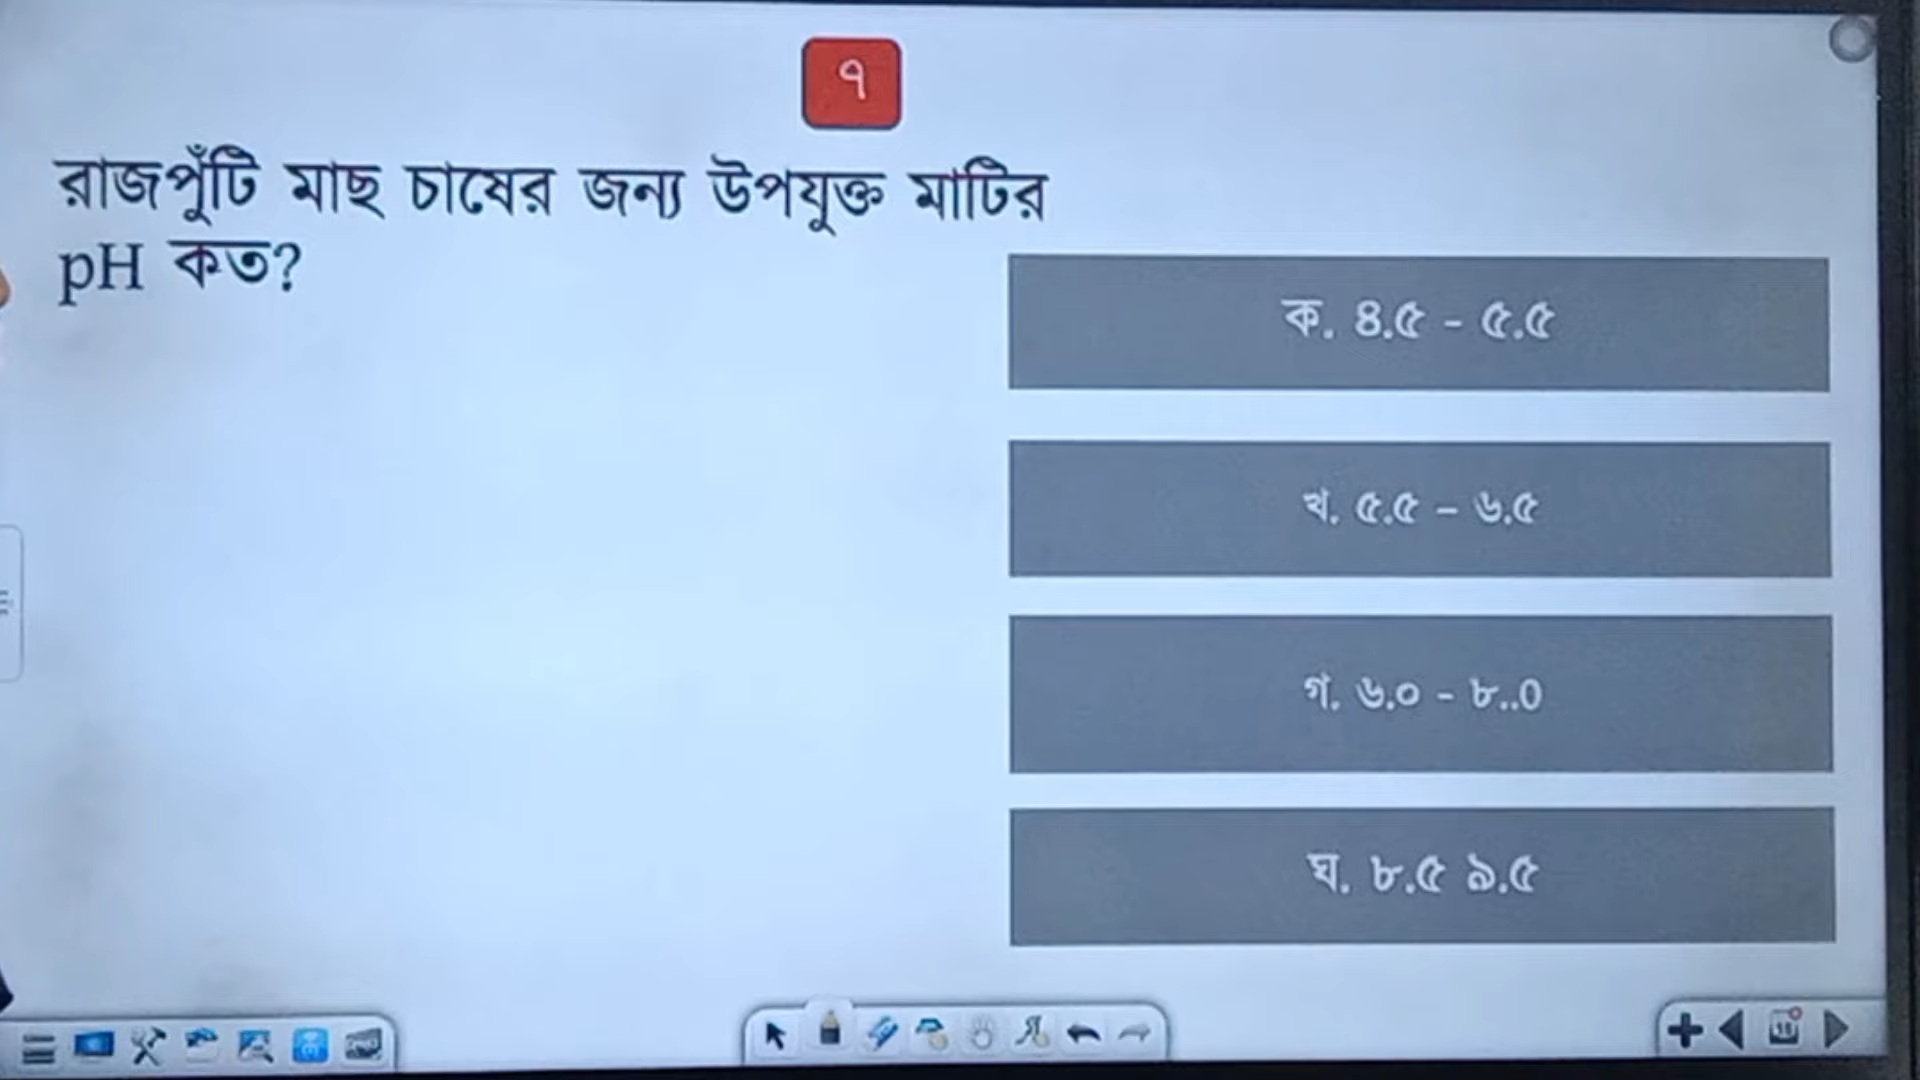 ৭
রাজপুঁটি মাছ চাষের জন্য উপযুক্ত মাটির
pH কত?
ক. ৪.৫ - ৫.৫
খ. ৫.৫ – ৬.৫
গ. ৬.০ - ৮..0
ঘ. ৮.৫ ৯.৫